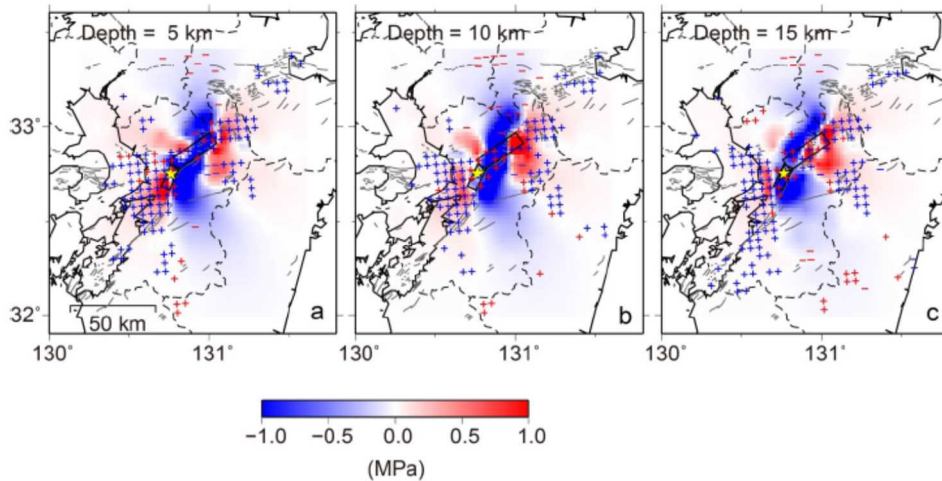 Depth = 5 km
Depth = 10 km
Depth = 15 km
33°
32°
50 km
a
b
c
130° 131° 130° 131° 130° 131°
−1.0 −0.5 0.0 0.5 1.0
(MPa)